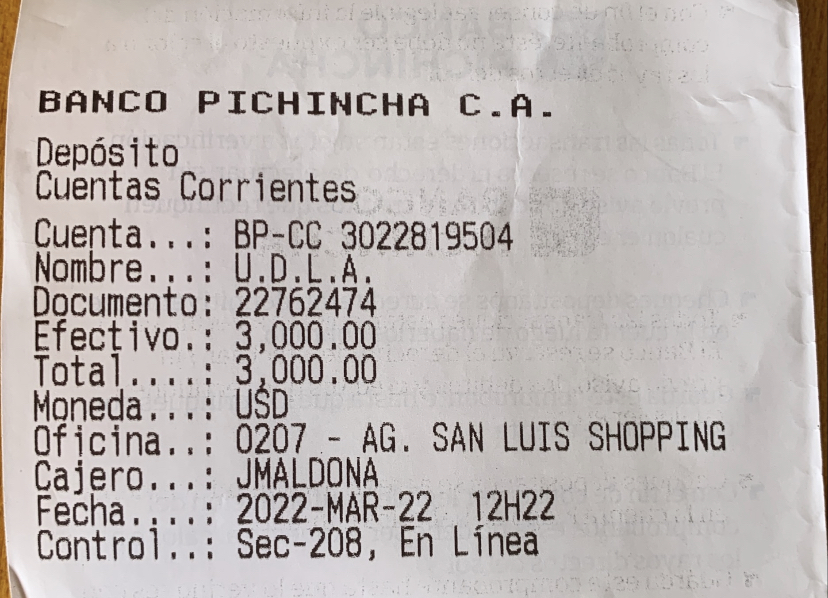 BANCO PICHINCHA C.A.
Depósito
Cuentas Corrientes
Cuenta...: BP-CC 3022819504
Nombre...: U.D.L.A.
Documento: 22762474
Efectivo.: 3,000.00
Total....: 3,000.00
Moneda...: USD
Oficina..: 0207 - AG. SAN LUIS SHOPPING
Cajero...: JMALDONA
Fecha....: 2022-MAR-22 12H22
Control..: Sec-208, En Línea